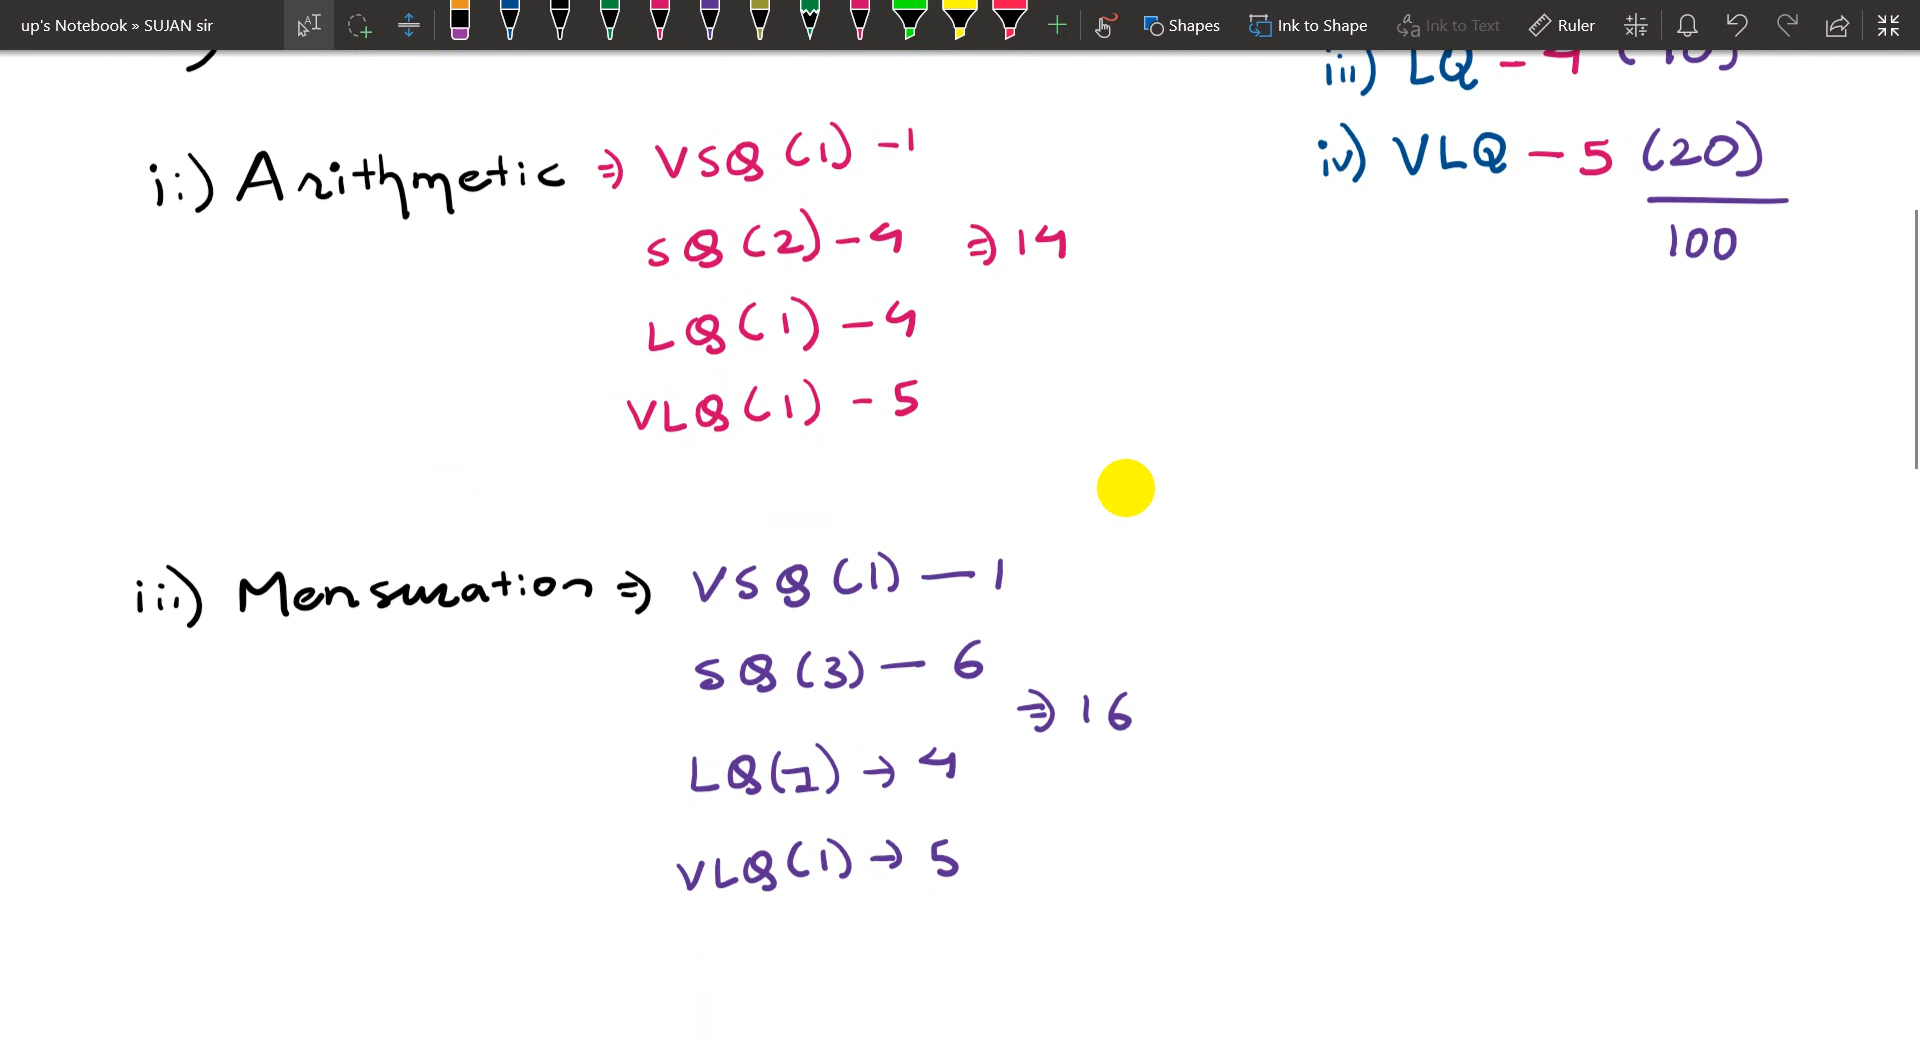 up's Notebook » SUJAN sir
Shapes
Ink to Shape
Ink to Text
Ruler
iii) LQ - 4 (10)
iv) VLQ - 5 (20)
100
ii) Arithmetic ⇒ VSQ (1) - 1
SQ (2) - 4 ⇒ 14
LQ (1) - 4
VLQ (1) - 5
iii) Mensuration ⇒ VSQ (1) - 1
SQ (3) - 6
⇒ 16
LQ (1) → 4
VLQ (1) → 5